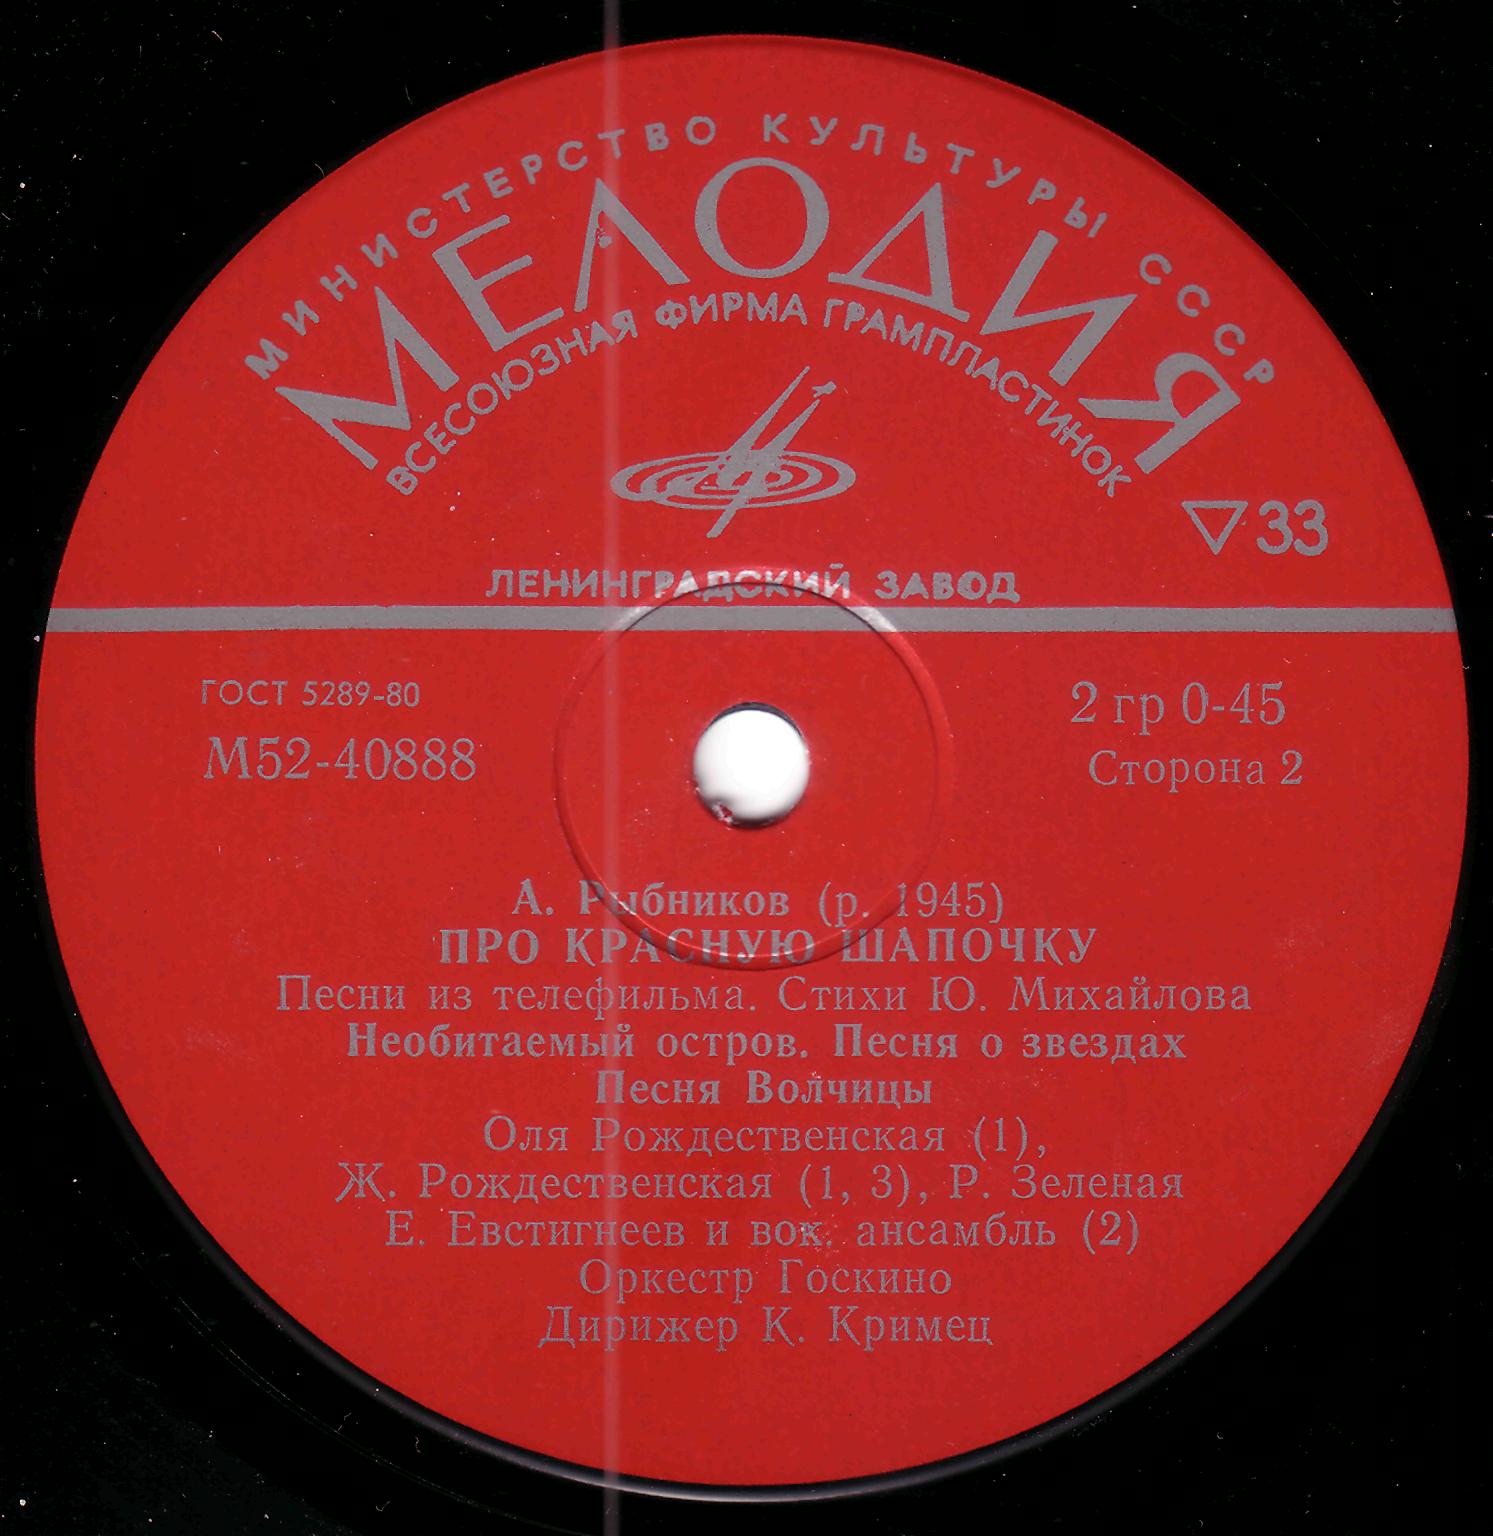 МИНИСТЕРСТВО КУЛЬТУРЫ СССР
МЕЛОДИЯ
ВСЕСОЮЗНАЯ ФИРМА ГРАМПЛАСТИНОК
33
ЛЕНИНГРАДСКИЙ ЗАВОД
ГОСТ 5289-80
М52-40888
2 гр 0-45
Сторона 2
А. Рыбников (р. 1945)
ПРО КРАСНУЮ ШАПОЧКУ
Песни из телефильма. Стихи Ю. Михайлова
Необитаемый остров. Песня о звездах
Песня Волчицы
Оля Рождественская (1),
Ж. Рождественская (1, 3), Р. Зеленая
Е. Евстигнеев и вок. ансамбль (2)
Оркестр Госкино
Дирижер К. Кримец